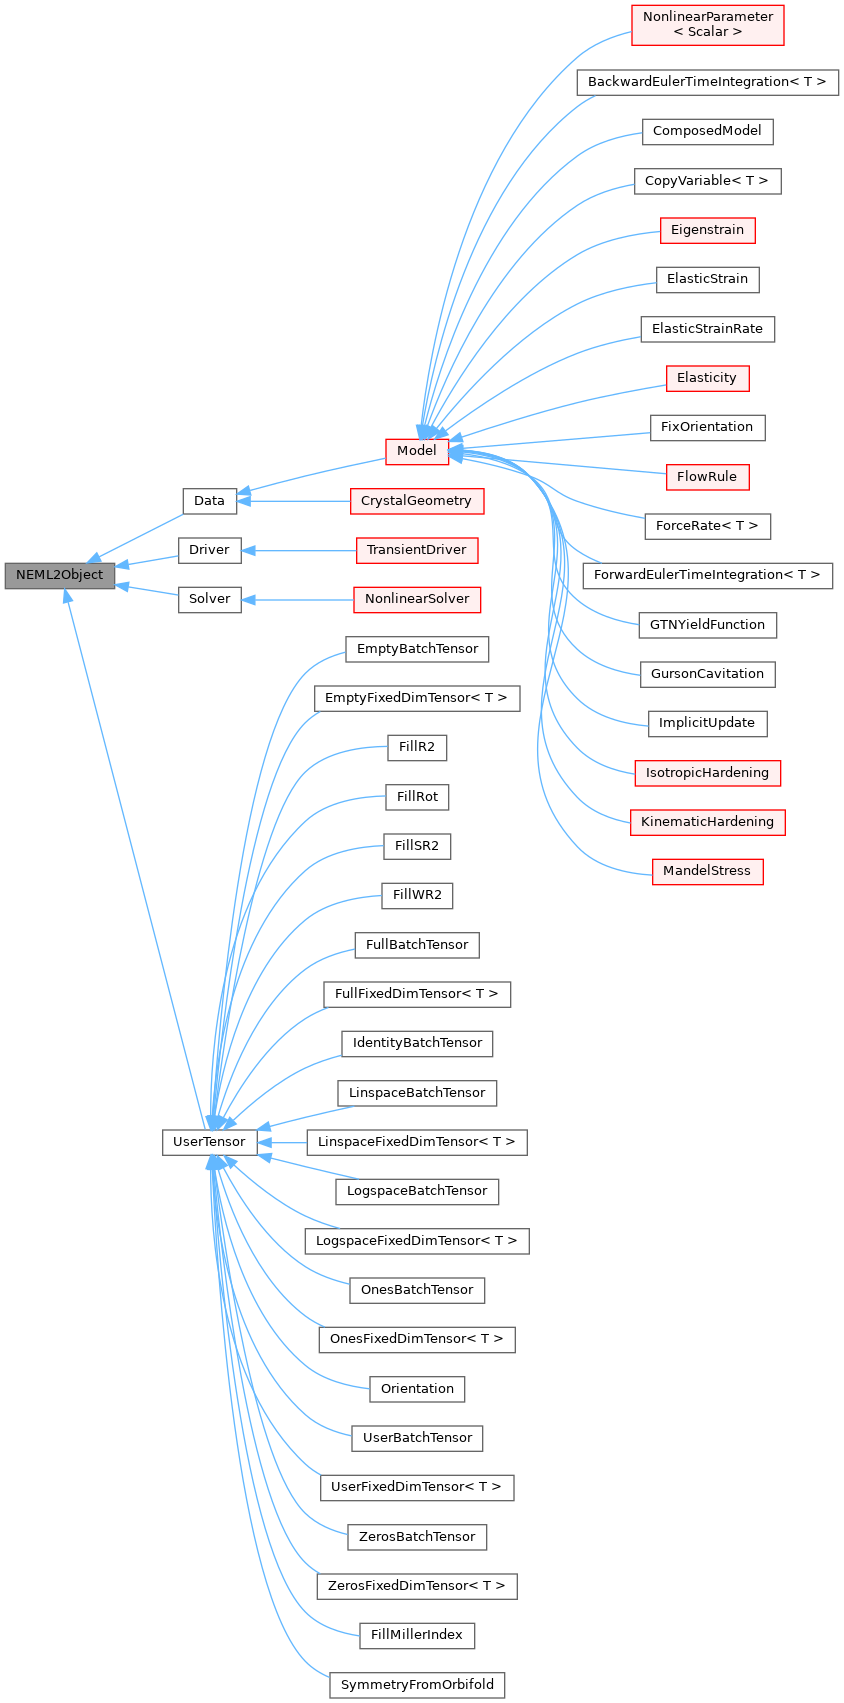 NonlinearParameter
< Scalar >
BackwardEulerTimeIntegration< T >
ComposedModel
CopyVariable< T >
Eigenstrain
ElasticStrain
ElasticStrainRate
Elasticity
FixOrientation
Model
FlowRule
Data
CrystalGeometry
ForceRate< T >
Driver
TransientDriver
NEML2Object
ForwardEulerTimeIntegration< T >
Solver
NonlinearSolver
GTNYieldFunction
EmptyBatchTensor
GursonCavitation
EmptyFixedDimTensor< T >
ImplicitUpdate
FillR2
IsotropicHardening
FillRot
KinematicHardening
FillSR2
MandelStress
FillWR2
FullBatchTensor
FullFixedDimTensor< T >
IdentityBatchTensor
LinspaceBatchTensor
UserTensor
LinspaceFixedDimTensor< T >
LogspaceBatchTensor
LogspaceFixedDimTensor< T >
OnesBatchTensor
OnesFixedDimTensor< T >
Orientation
UserBatchTensor
UserFixedDimTensor< T >
ZerosBatchTensor
ZerosFixedDimTensor< T >
FillMillerIndex
SymmetryFromOrbifold